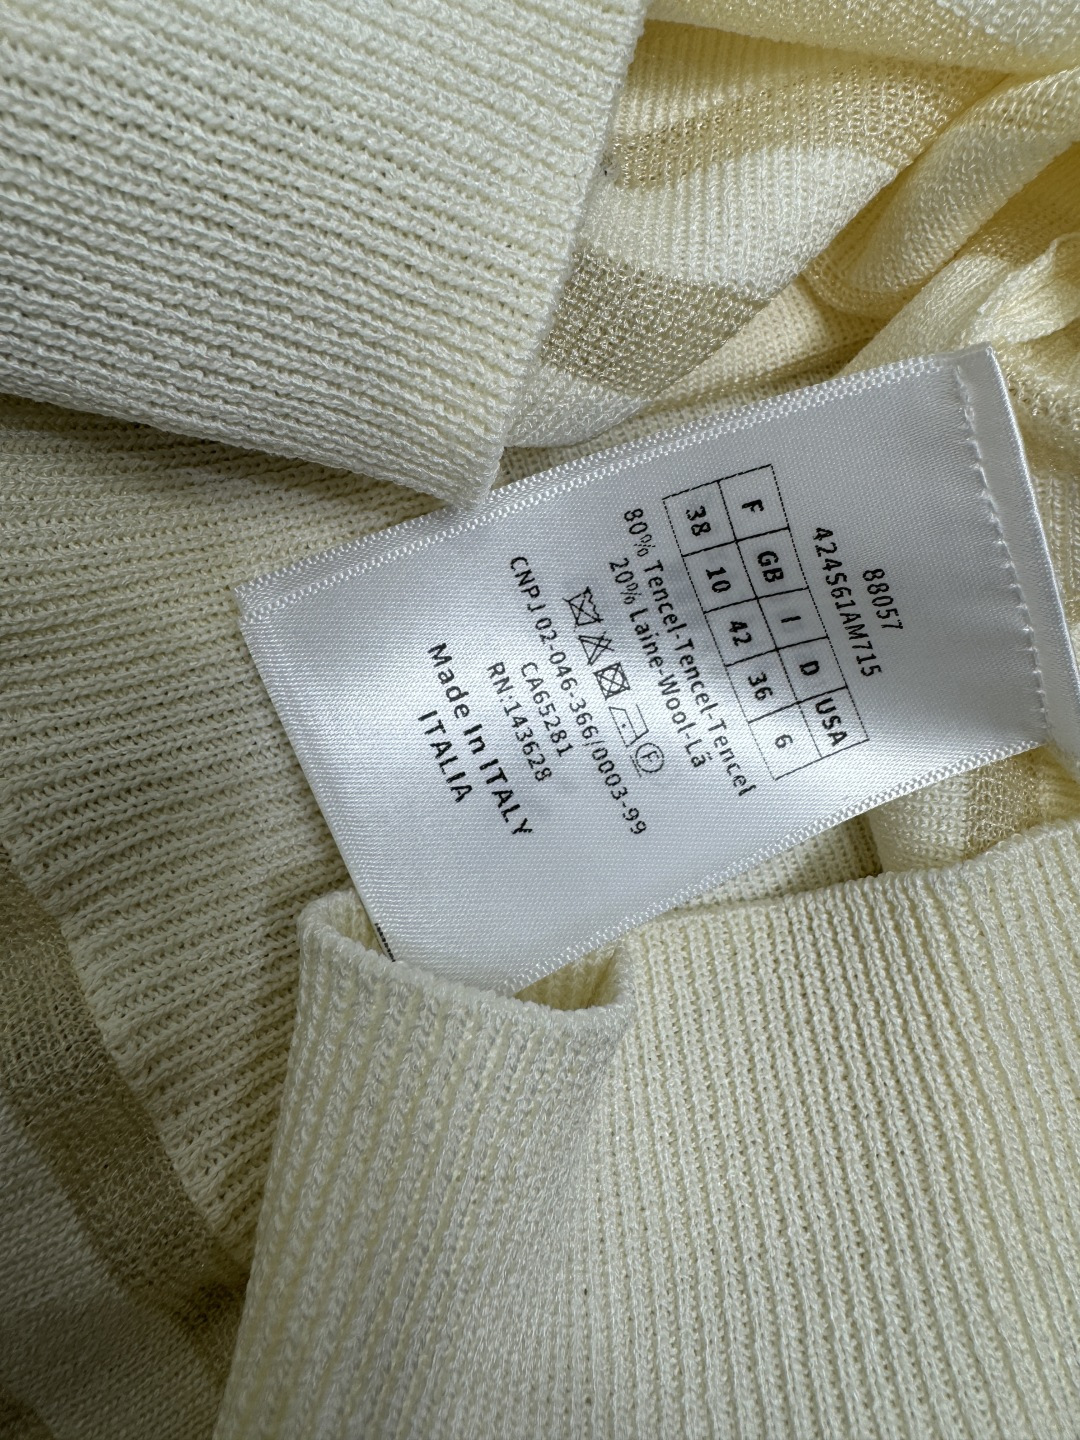 88057
424S61AM715
F GB I D USA
38 10 42 36 6
80% Tencel-Tencel-Tencel
20% Laine-Wool-Lã
F
CNPJ 02-046-366/0003-99
CA65281
RN:143628
Made In ITALY
ITALIA